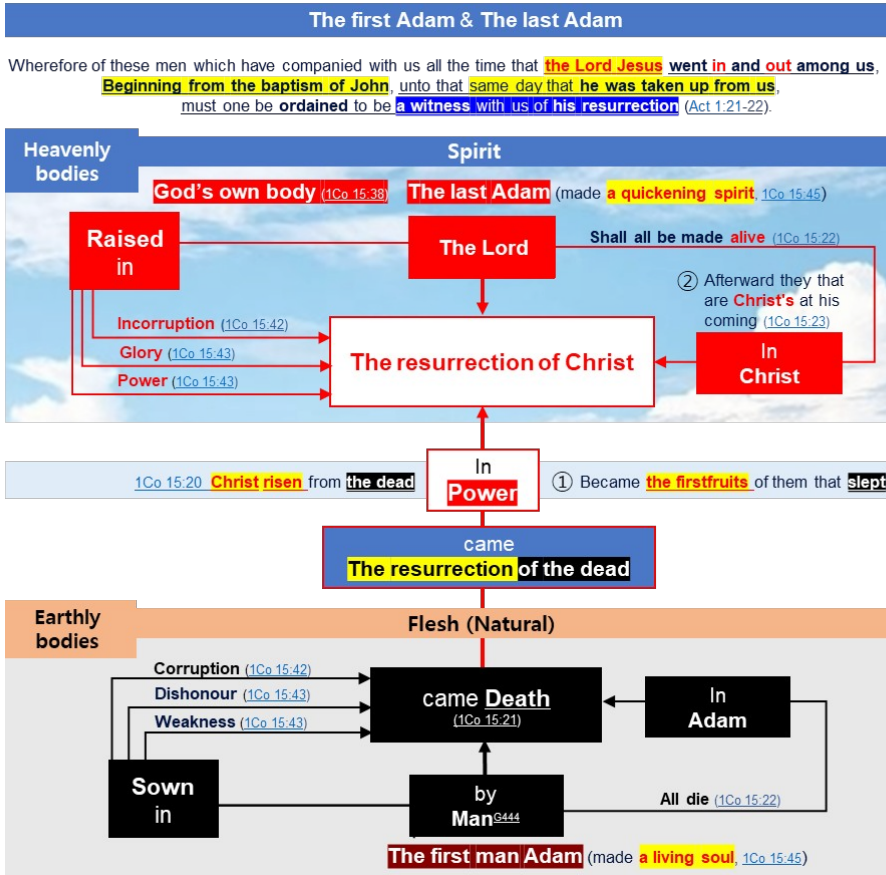 The first Adam & The last Adam
Wherefore of these men which have companied with us all the time that the Lord Jesus went in and out among us,
Beginning from the baptism of John, unto that same day that he was taken up from us,
must one be ordained to be a witness with us of his resurrection (Act 1:21-22).
Heavenly
bodies
Spirit
God's own body (1Co 15:38) The last Adam (made a quickening spirit, 1Co 15:45)
Raised
in
The Lord
Shall all be made alive (1Co 15:22)
② Afterward they that
are Christ's at his
coming (1Co 15:23)
Incorruption (1Co 15:42)
Glory (1Co 15:43)
Power (1Co 15:43)
The resurrection of Christ
In
Christ
1Co 15:20 Christ risen from the dead
In
Power
① Became the firstfruits of them that slept
came
The resurrection of the dead
Earthly
bodies
Flesh (Natural)
Corruption (1Co 15:42)
Dishonour (1Co 15:43)
Weakness (1Co 15:43)
came Death
(1Co 15:21)
In
Adam
Sown
in
by
Man G444
All die (1Co 15:22)
The first man Adam (made a living soul, 1Co 15:45)